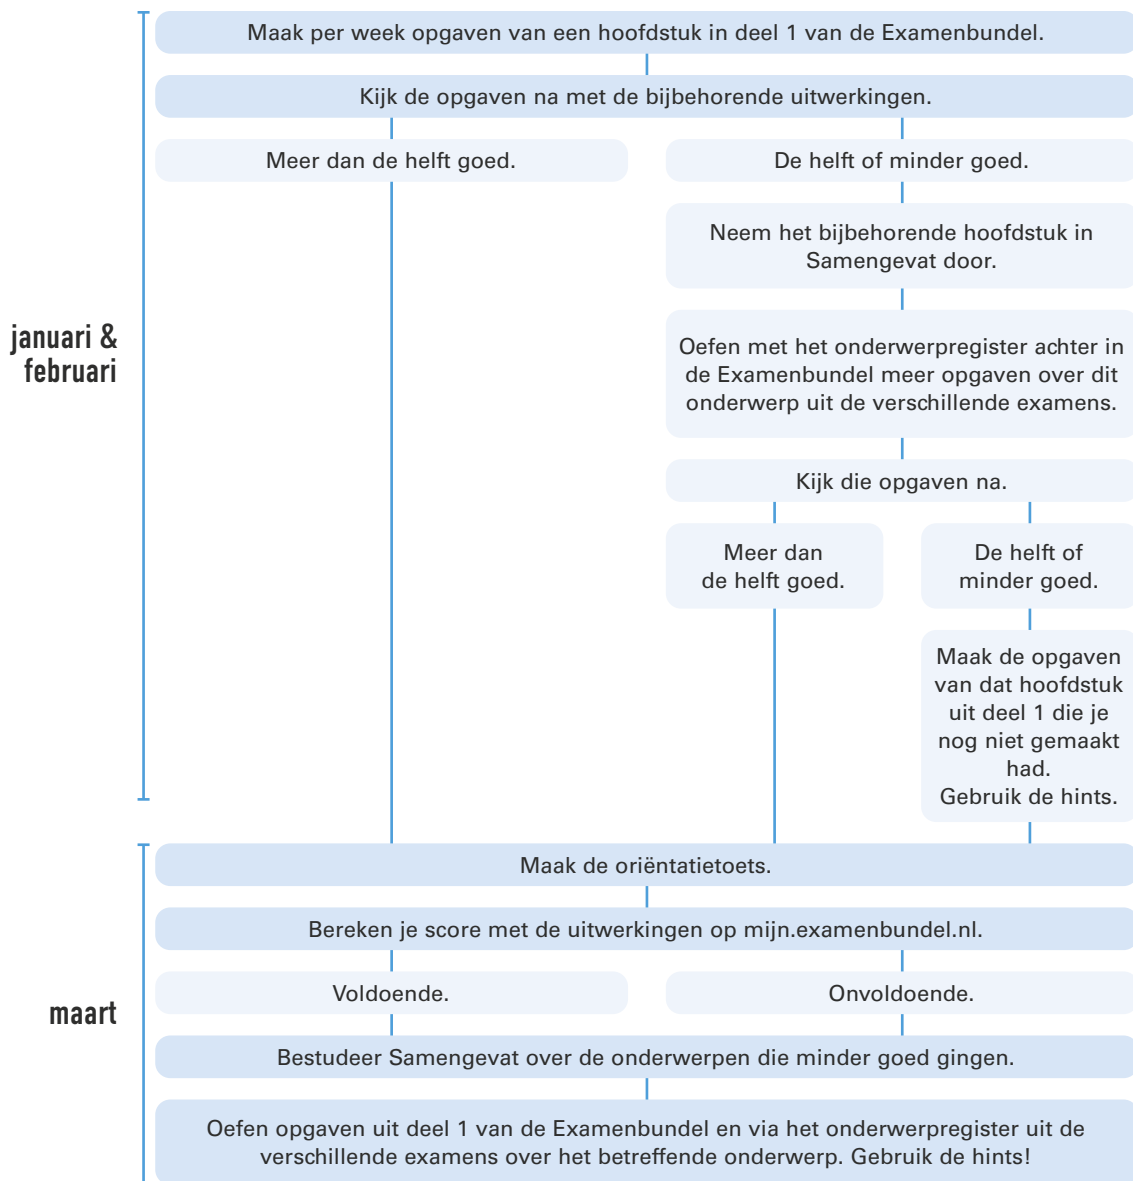 Maak per week opgaven van een hoofdstuk in deel 1 van de Examenbundel.
Kijk de opgaven na met de bijbehorende uitwerkingen.
Meer dan de helft goed.
De helft of minder goed.
Neem het bijbehorende hoofdstuk in
Samengevat door.
januari &
februari
Oefen met het onderwerpregister achter in
de Examenbundel meer opgaven over dit
onderwerp uit de verschillende examens.
Kijk die opgaven na.
Meer dan
de helft goed.
De helft of
minder goed.
Maak de opgaven
van dat hoofdstuk
uit deel 1 die je
nog niet gemaakt
had.
Gebruik de hints.
maart
Maak de oriëntatietoets.
Bereken je score met de uitwerkingen op mijn.examenbundel.nl.
Voldoende.
Onvoldoende.
Bestudeer Samengevat over de onderwerpen die minder goed gingen.
Oefen opgaven uit deel 1 van de Examenbundel en via het onderwerpregister uit de
verschillende examens over het betreffende onderwerp. Gebruik de hints!